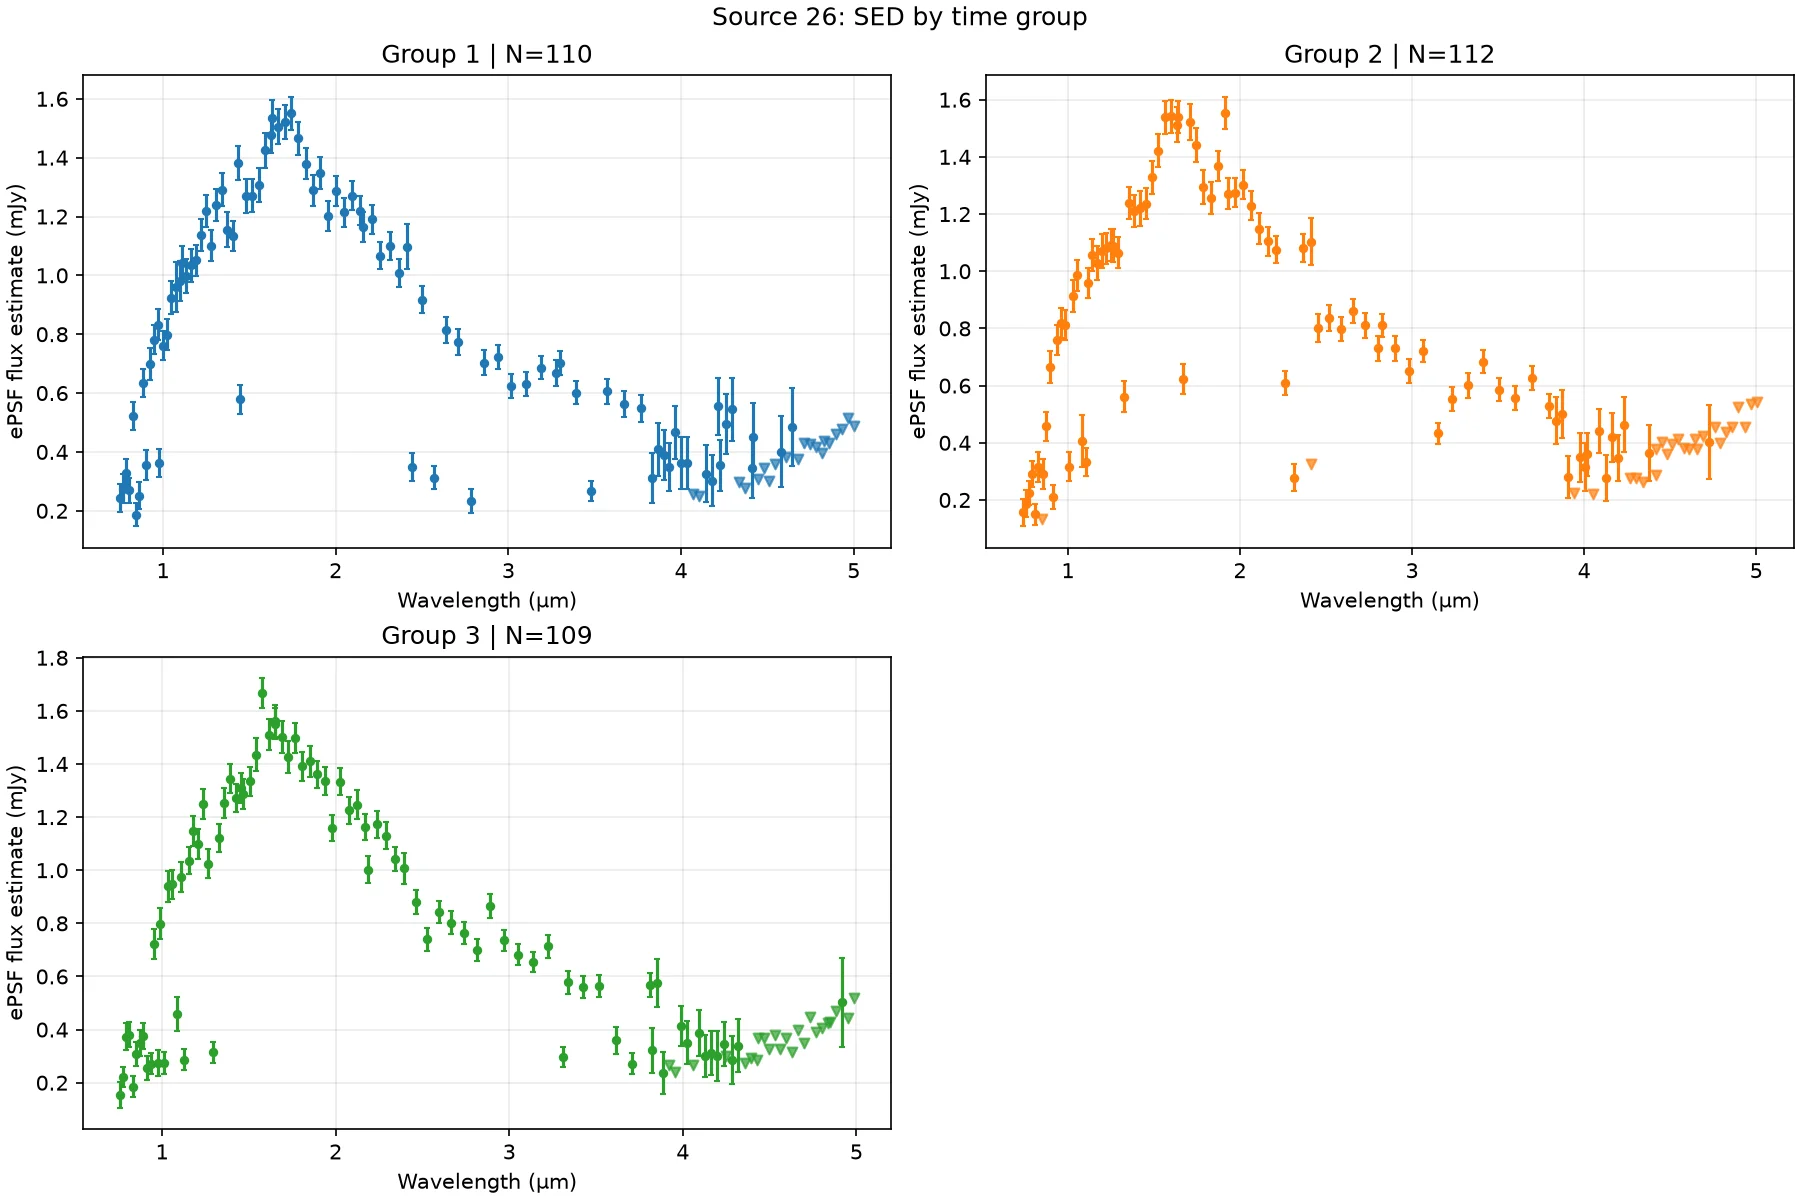 Source 26: SED by time group
Group 1 | N=110
ePSF flux estimate (mJy)
1.6
1.4
1.2
1.0
0.8
0.6
0.4
0.2
1 2 3 4 5
Wavelength (µm)
Group 2 | N=112
ePSF flux estimate (mJy)
1.6
1.4
1.2
1.0
0.8
0.6
0.4
0.2
1 2 3 4 5
Wavelength (µm)
Group 3 | N=109
ePSF flux estimate (mJy)
1.8
1.6
1.4
1.2
1.0
0.8
0.6
0.4
0.2
1 2 3 4 5
Wavelength (µm)